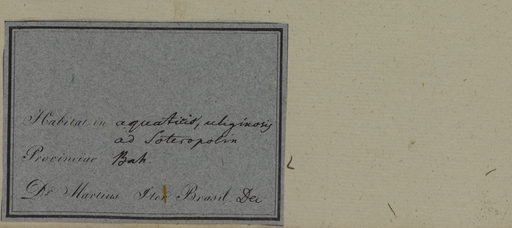 Habitat in aquaticis, uliginosis
ad Soteropolin
Provinciae Bah.
Dr Martius Iter Brasil. Dec